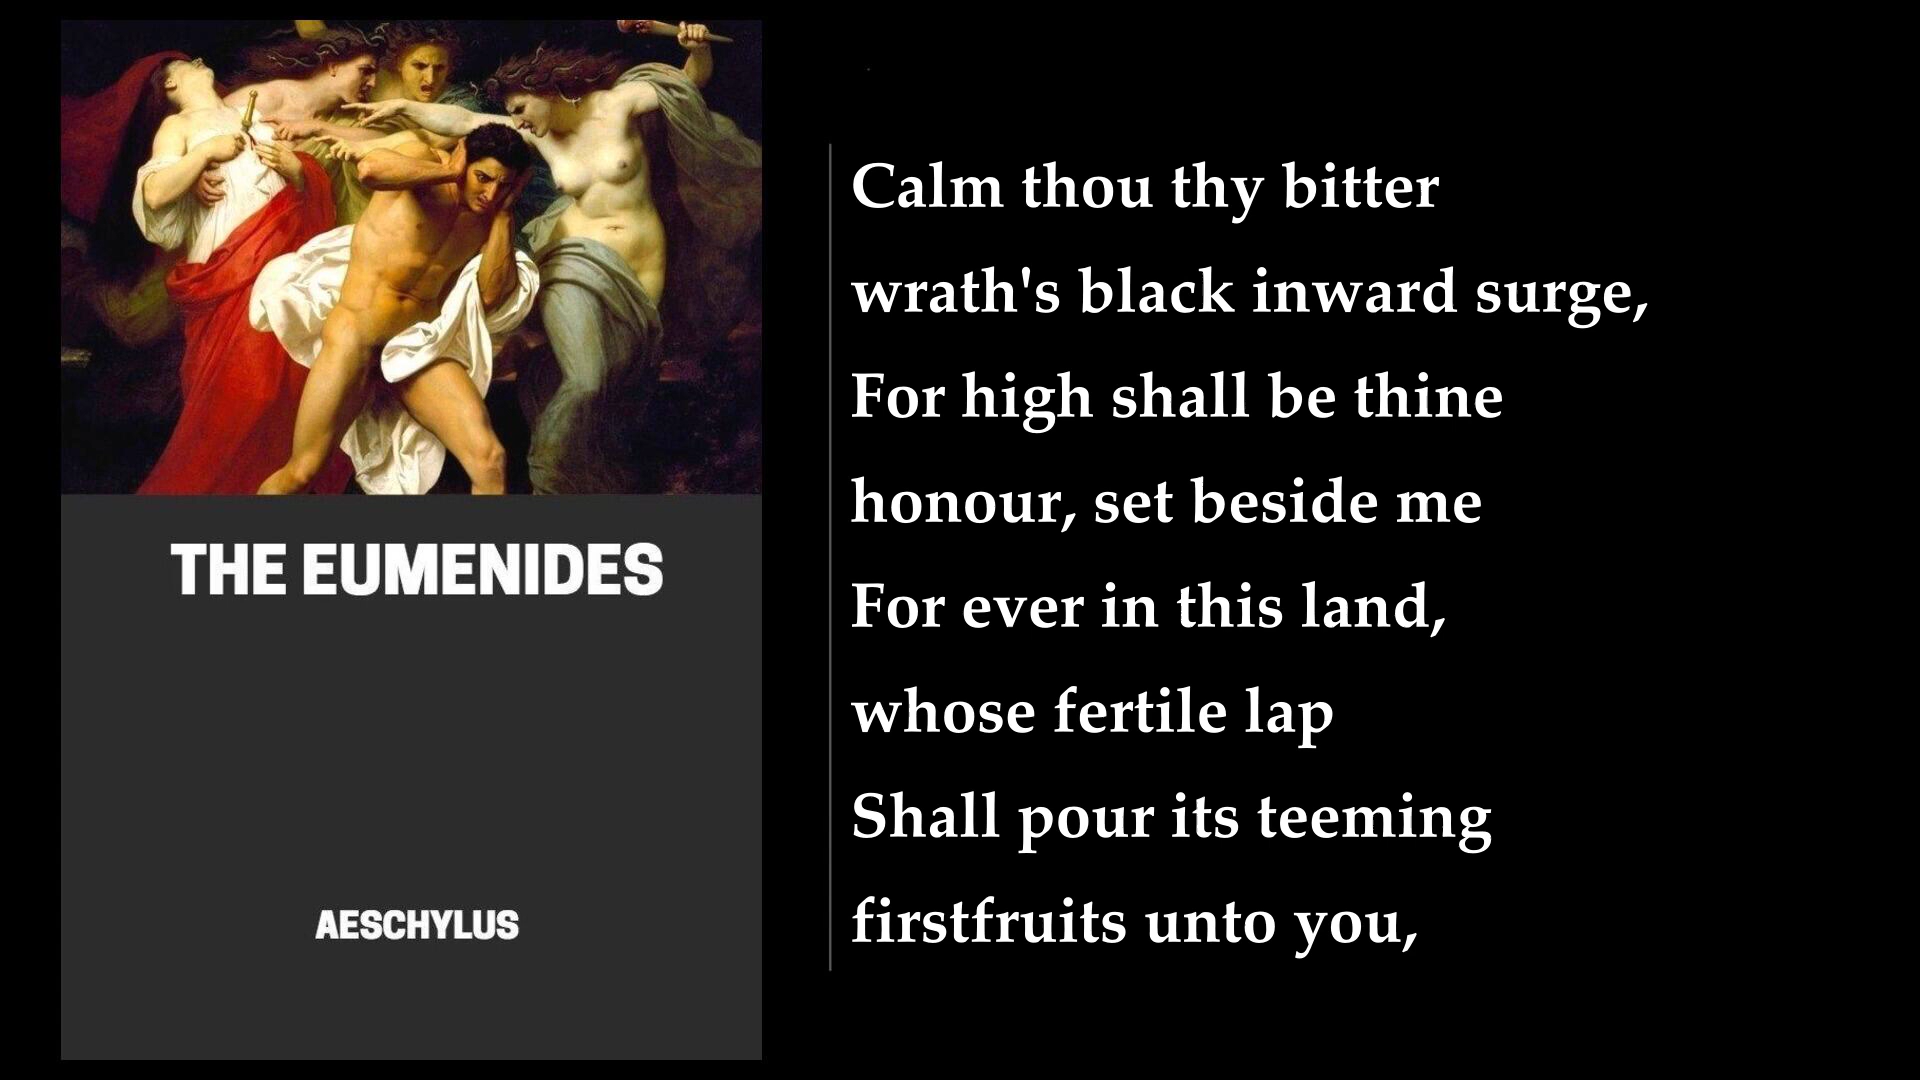 THE EUMENIDES
AESCHYLUS
Calm thou thy bitter
wrath's black inward surge,
For high shall be thine
honour, set beside me
For ever in this land,
whose fertile lap
Shall pour its teeming
firstfruits unto you,